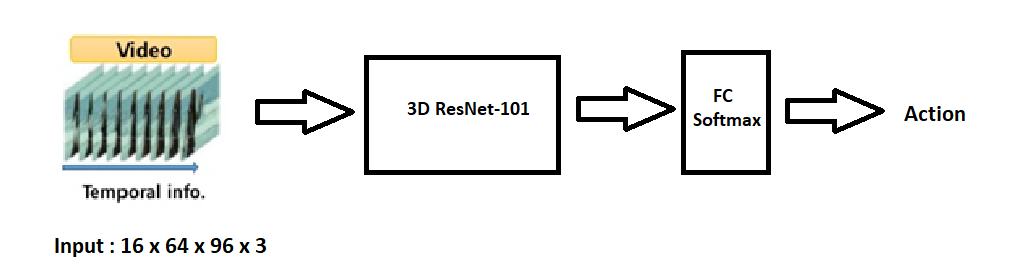 Video
Temporal info.
Input : 16 x 64 x 96 x 3
3D ResNet-101
FC
Softmax
Action